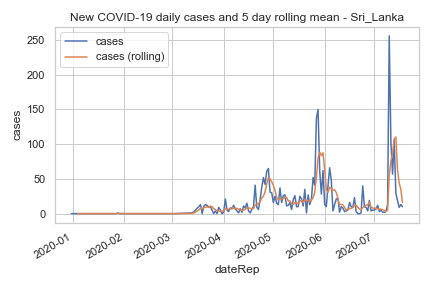 New COVID-19 daily cases and 5 day rolling mean - Sri_Lanka
cases
cases (rolling)
250
200
150
100
50
0
cases
2020-01
2020-02
2020-03
2020-04
2020-05
2020-06
2020-07
dateRep